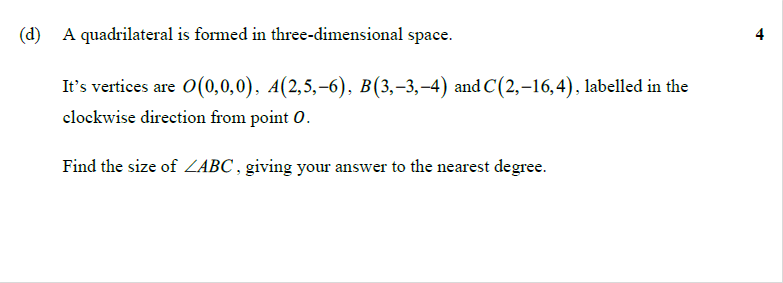 (d) A quadrilateral is formed in three-dimensional space. 4
It's vertices are O(0,0,0), A(2,5,−6), B(3,−3,−4) and C(2,−16,4), labelled in the
clockwise direction from point O.
Find the size of ∠ABC, giving your answer to the nearest degree.